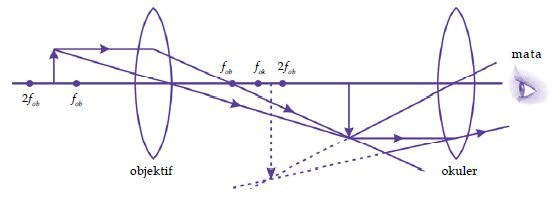 mata
f_ob f_ok 2f_ob
2f_ob f_ob
objektif okuler